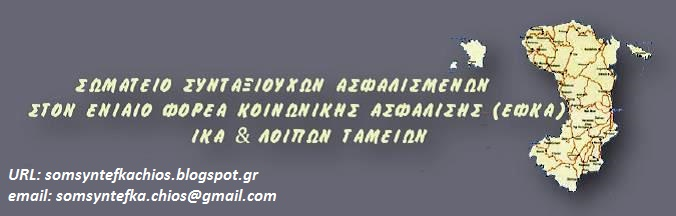 ΣΩΜΑΤΕΙΟ ΣΥΝΤΑΞΙΟΥΧΩΝ ΑΣΦΑΛΙΣΜΕΝΩΝ
ΣΤΟΝ ΕΝΙΑΙΟ ΦΟΡΕΑ ΚΟΙΝΩΝΙΚΗΣ ΑΣΦΑΛΙΣΗΣ (ΕΦΚΑ)
ΙΚΑ & ΛΟΙΠΩΝ ΤΑΜΕΙΩΝ
URL: somsyntefkachios.blogspot.gr
email: somsyntefka.chios@gmail.com